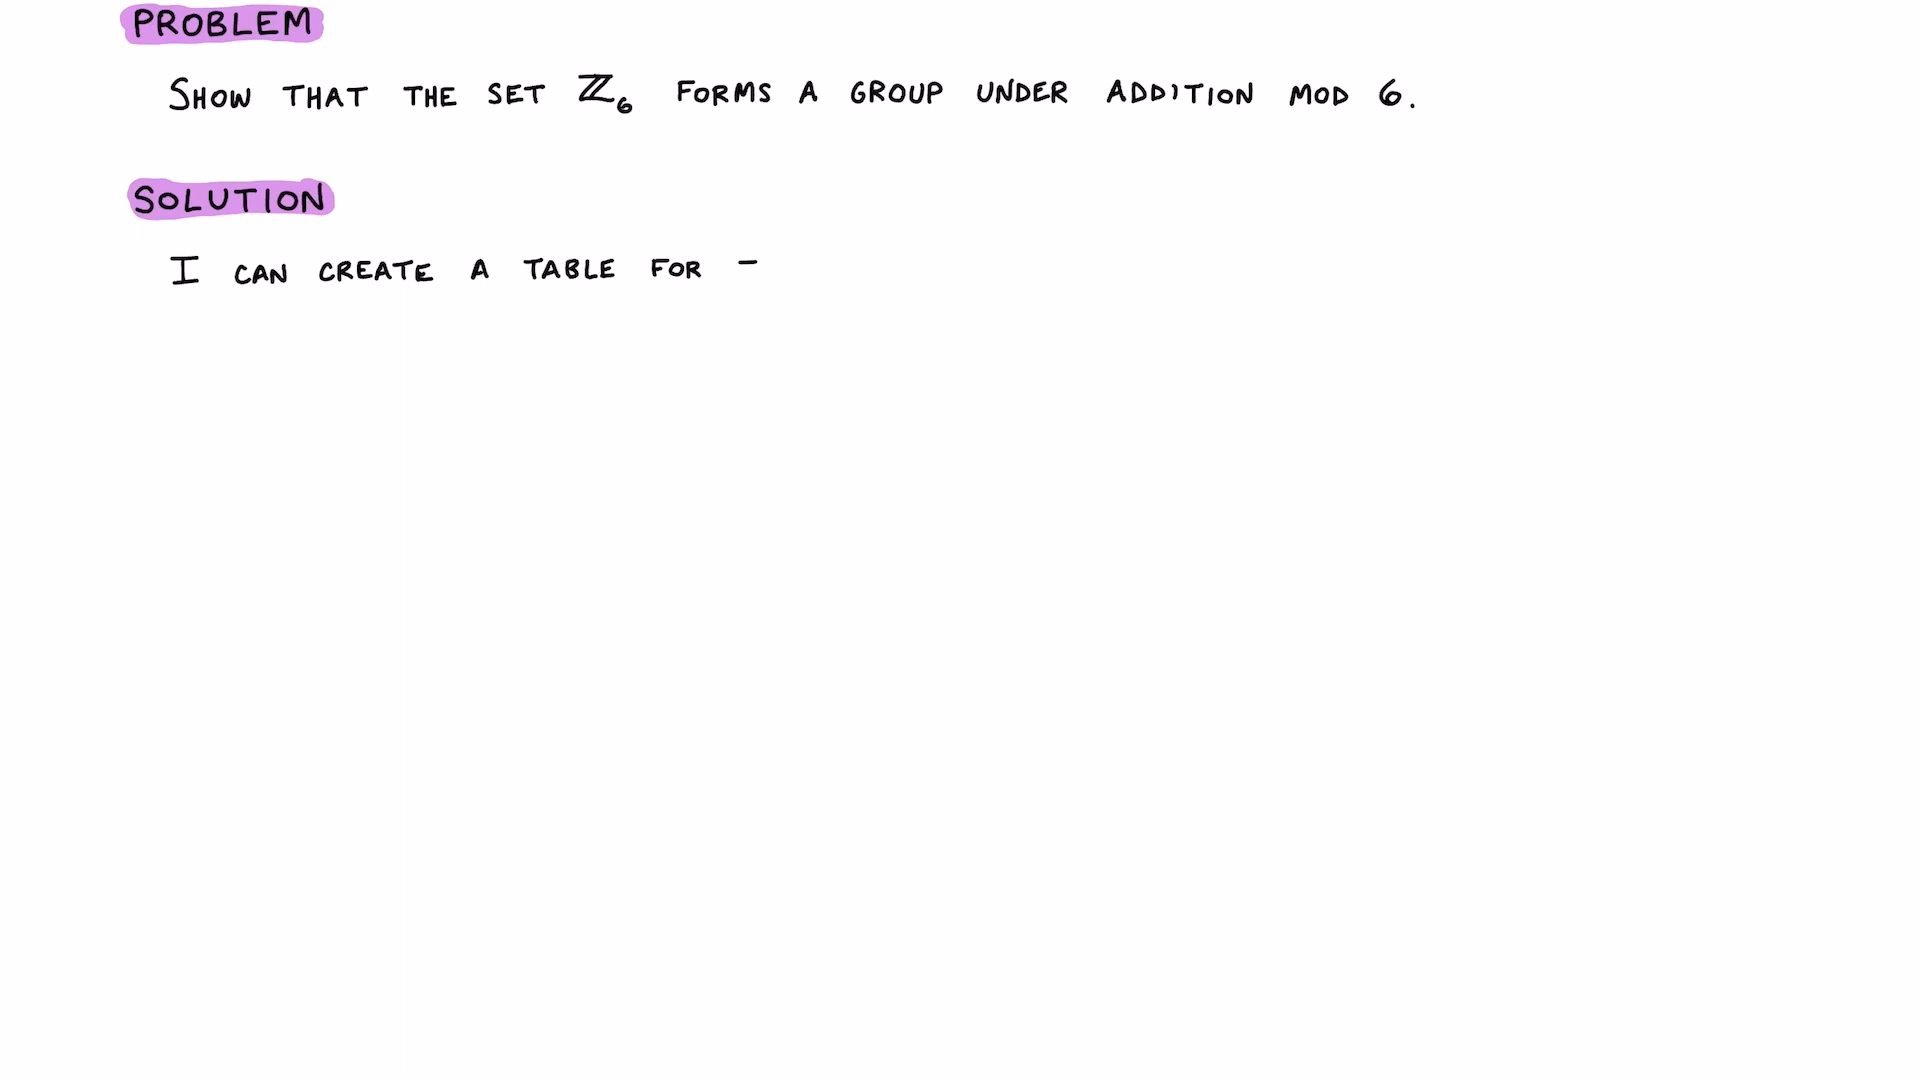 PROBLEM
SHOW THAT THE SET ℤ₆ FORMS A GROUP UNDER ADDITION MOD 6.
SOLUTION
I CAN CREATE A TABLE FOR -